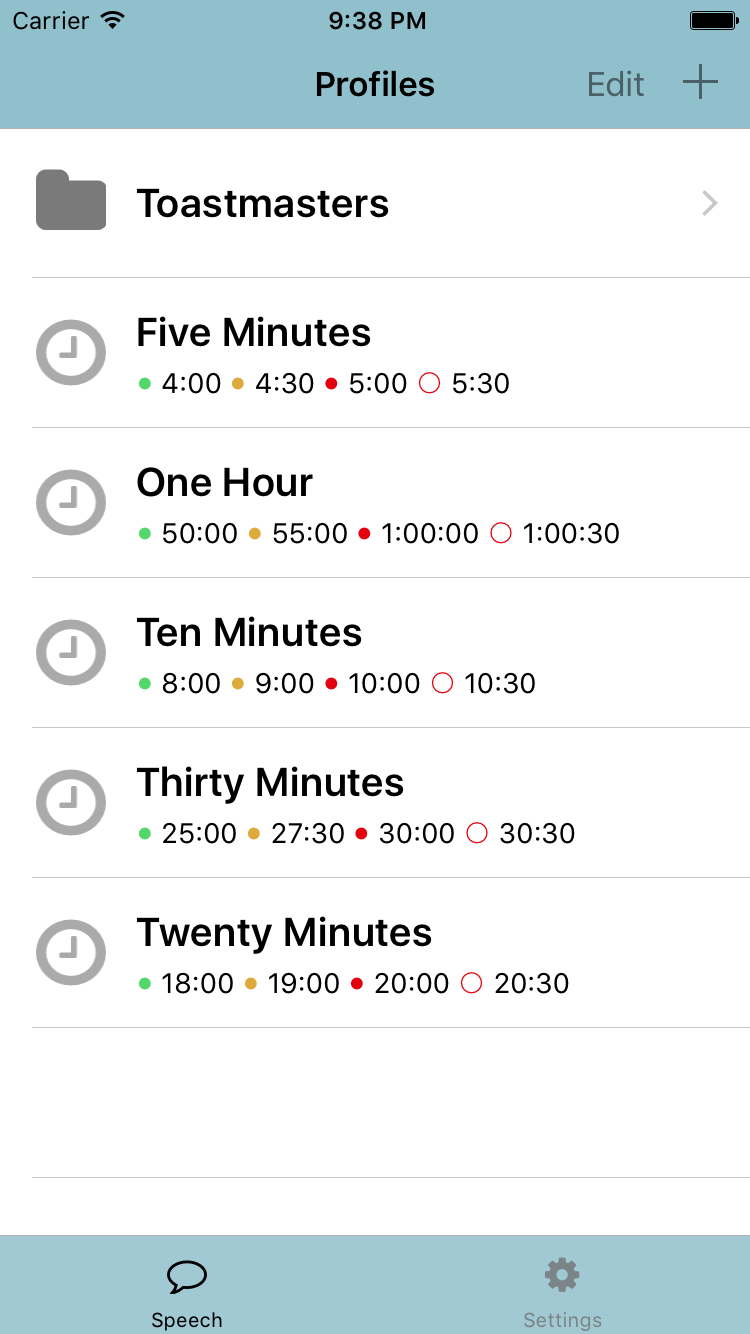 Carrier 9:38 PM
Profiles Edit
Toastmasters
Five Minutes
4:00 4:30 5:00 5:30
One Hour
50:00 55:00 1:00:00 1:00:30
Ten Minutes
8:00 9:00 10:00 10:30
Thirty Minutes
25:00 27:30 30:00 30:30
Twenty Minutes
18:00 19:00 20:00 20:30
Speech Settings